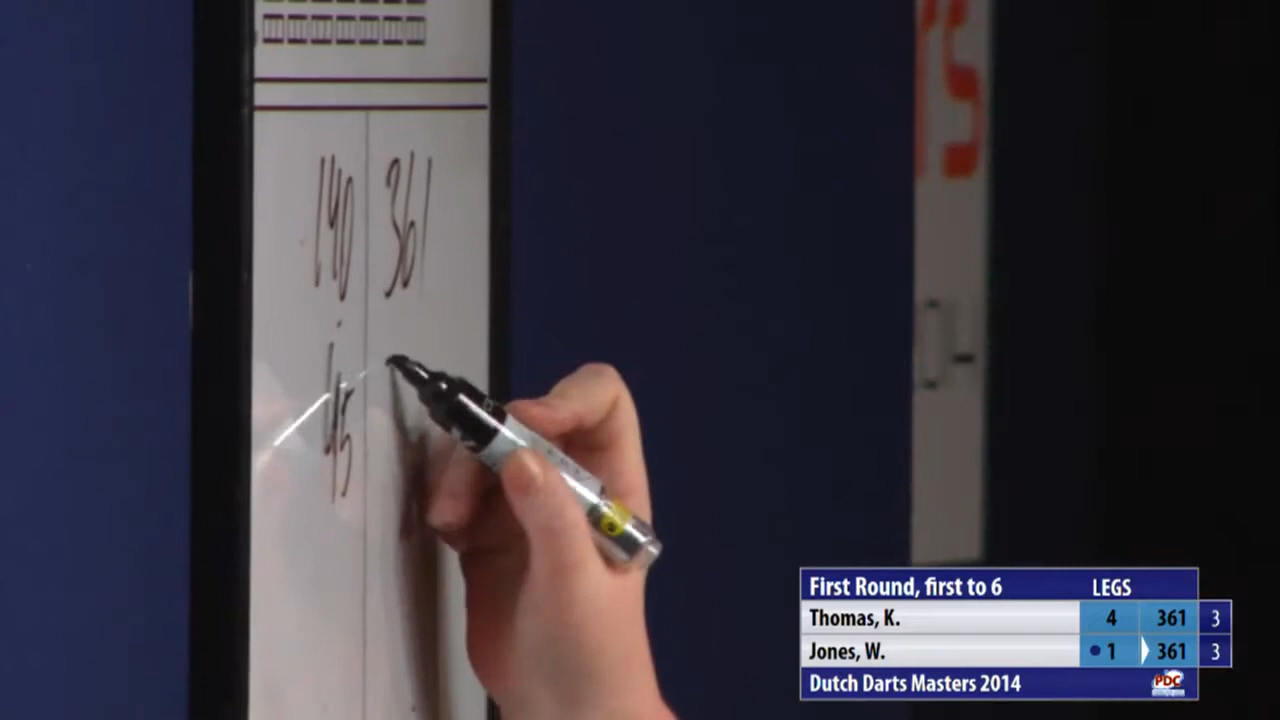 140 361
45
First Round, first to 6 LEGS
Thomas, K. 4 361 3
Jones, W. 1 361 3
Dutch Darts Masters 2014
PDC